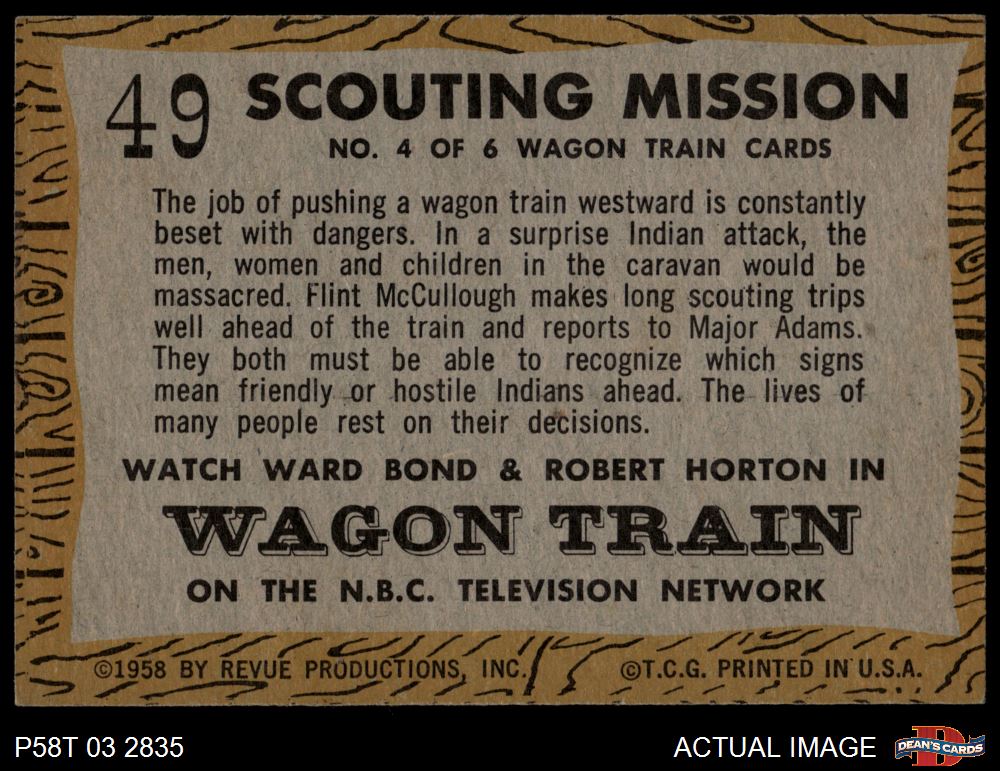 49 SCOUTING MISSION
NO. 4 OF 6 WAGON TRAIN CARDS
The job of pushing a wagon train westward is constantly
beset with dangers. In a surprise Indian attack, the
men, women and children in the caravan would be
massacred. Flint McCullough makes long scouting trips
well ahead of the train and reports to Major Adams.
They both must be able to recognize which signs
mean friendly or hostile Indians ahead. The lives of
many people rest on their decisions.
WATCH WARD BOND & ROBERT HORTON IN
WAGON TRAIN
ON THE N.B.C. TELEVISION NETWORK
©1958 BY REVUE PRODUCTIONS, INC. ©T.C.G. PRINTED IN U.S.A.
P58T 03 2835 ACTUAL IMAGE D DEAN'S CARDS